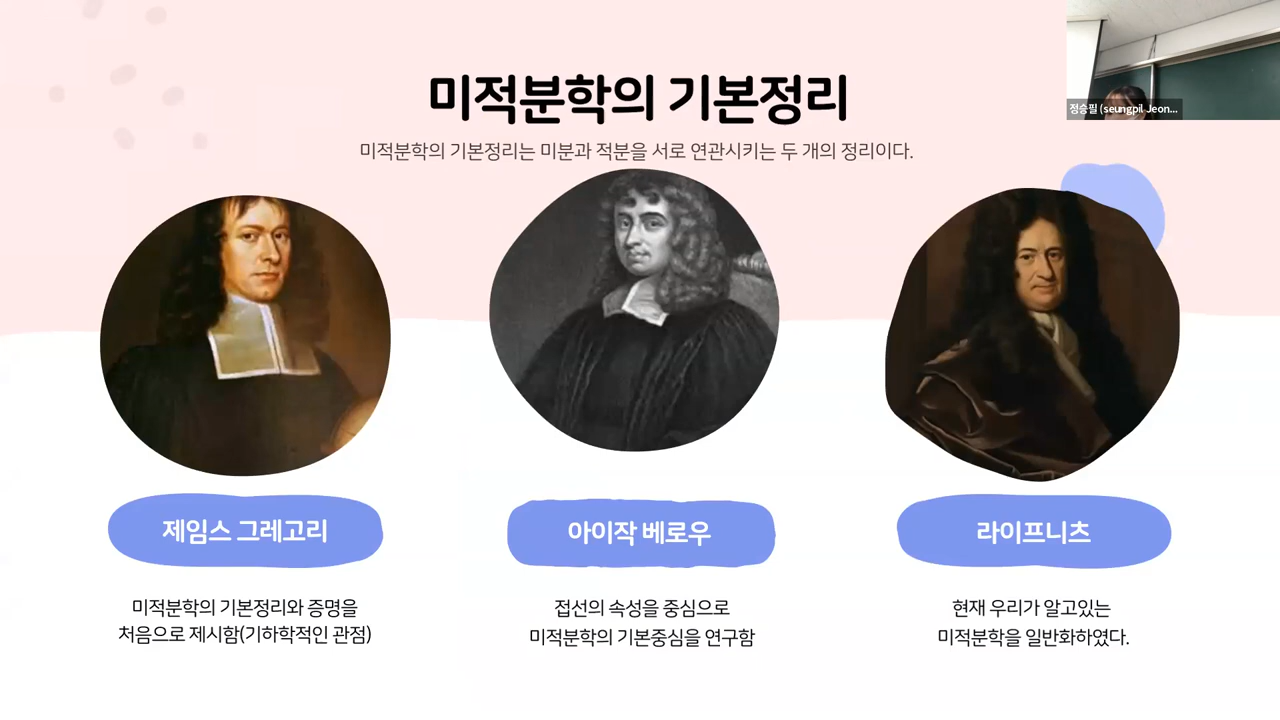 미적분학의 기본정리
정승필 (seungpil Jeon...
미적분학의 기본정리는 미분과 적분을 서로 연관시키는 두 개의 정리이다.
제임스 그레고리
아이작 베로우
라이프니츠
미적분학의 기본정리와 증명을
처음으로 제시함(기하학적인 관점)
접선의 속성을 중심으로
미적분학의 기본중심을 연구함
현재 우리가 알고있는
미적분학을 일반화하였다.